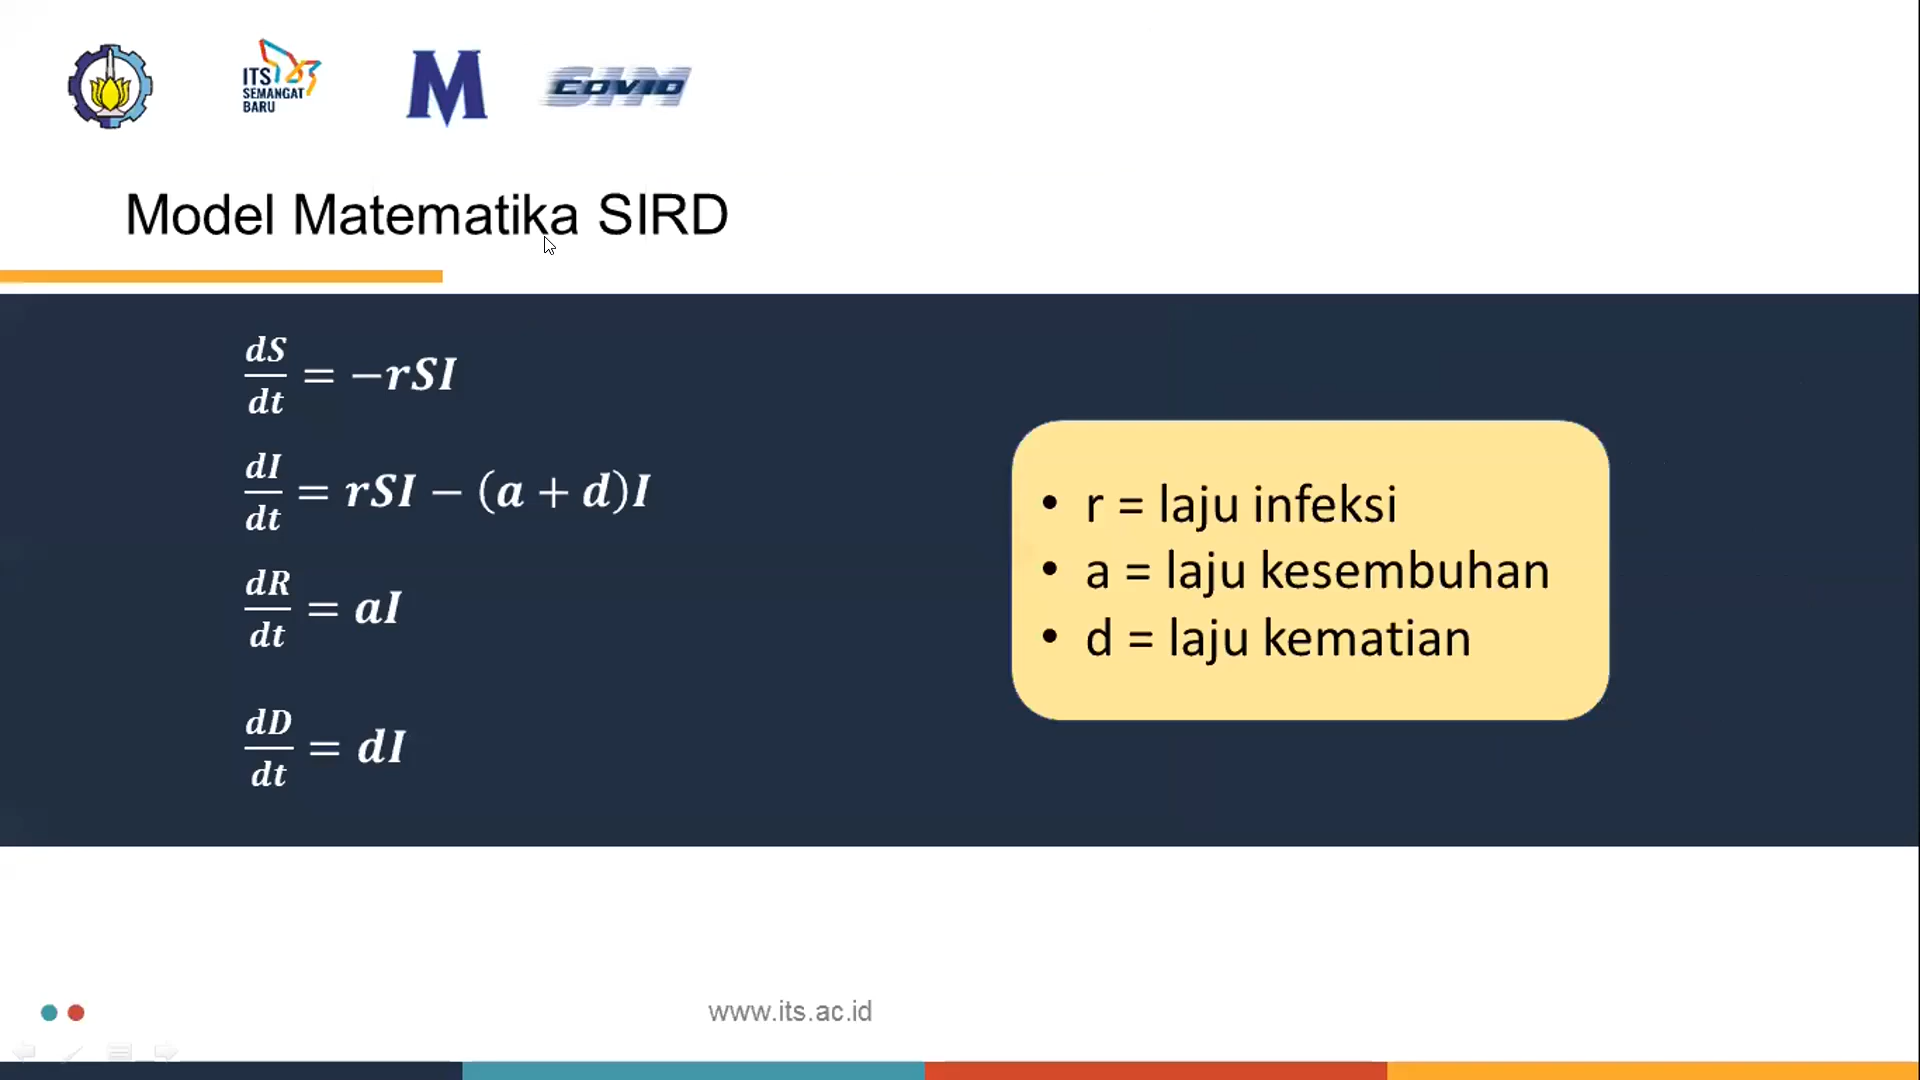 ITS
SEMANGAT
BARU
M
COVID
Model Matematika SIRD
dS/dt = −rSI
dI/dt = rSI − (a + d)I
dR/dt = aI
dD/dt = dI
• r = laju infeksi
• a = laju kesembuhan
• d = laju kematian
www.its.ac.id